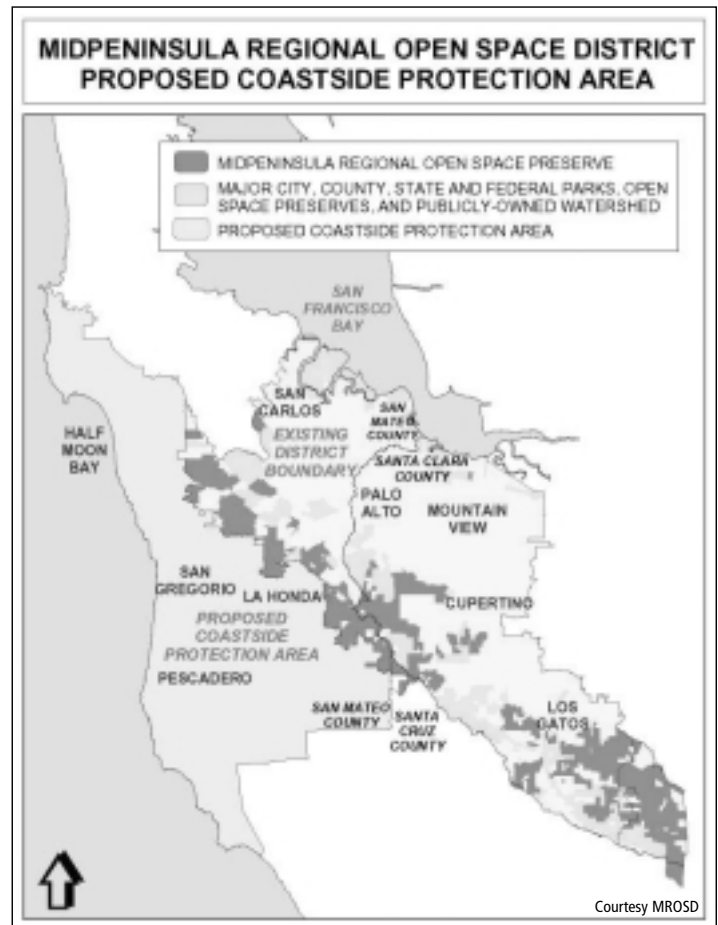 MIDPENINSULA REGIONAL OPEN SPACE DISTRICT
PROPOSED COASTSIDE PROTECTION AREA
MIDPENINSULA REGIONAL OPEN SPACE PRESERVE
MAJOR CITY, COUNTY, STATE AND FEDERAL PARKS, OPEN
SPACE PRESERVES, AND PUBLICLY-OWNED WATERSHED
PROPOSED COASTSIDE PROTECTION AREA
SAN
FRANCISCO
BAY
SAN
CARLOS
SAN
MATEO
COUNTY
HALF
MOON
BAY
EXISTING
DISTRICT
BOUNDARY
SANTA CLARA
COUNTY
PALO
ALTO
MOUNTAIN
VIEW
SAN
GREGORIO
LA HONDA
CUPERTINO
PROPOSED
COASTSIDE
PROTECTION AREA
PESCADERO
SAN MATEO
COUNTY
SANTA
CRUZ
COUNTY
LOS
GATOS
Courtesy MROSD